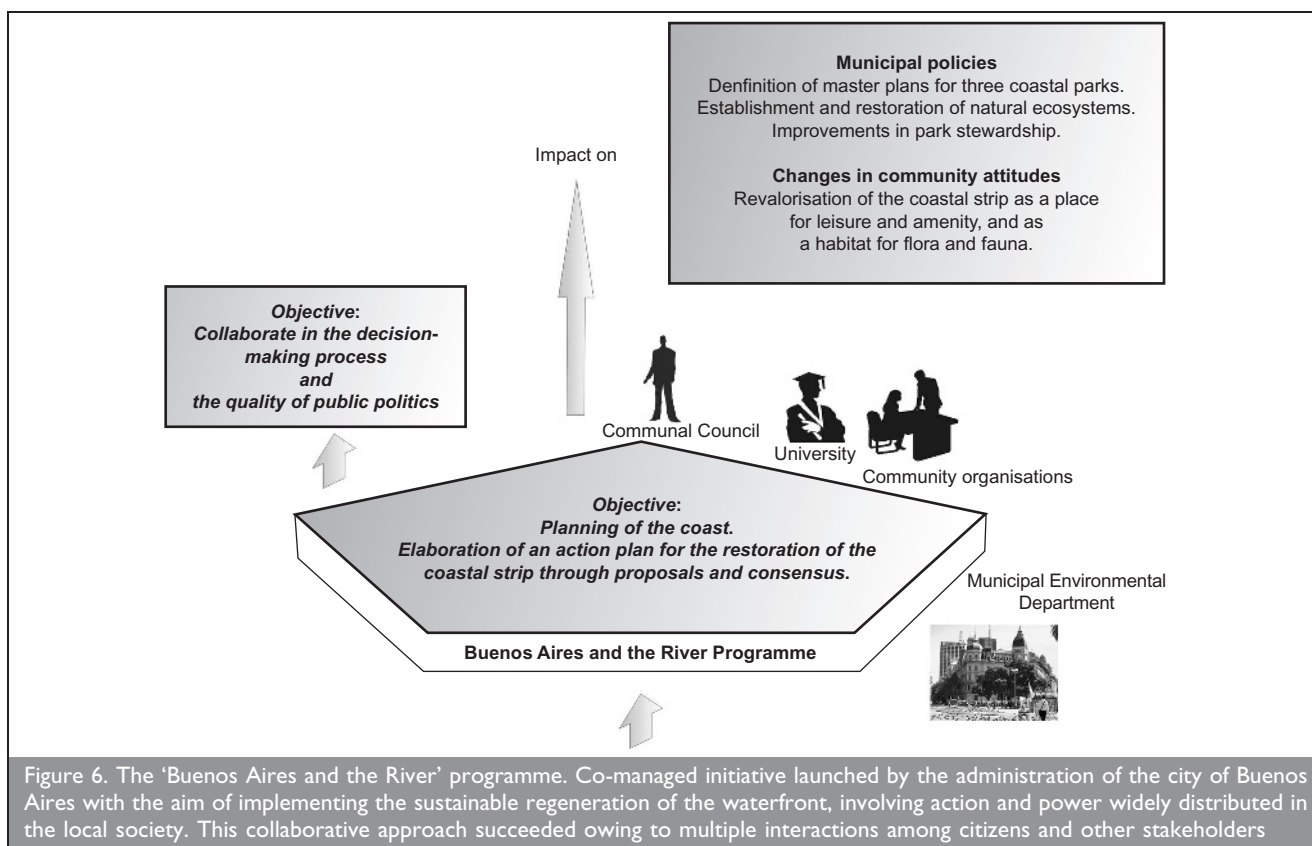 Municipal policies
Denfinition of master plans for three coastal parks.
Establishment and restoration of natural ecosystems.
Improvements in park stewardship.
Changes in community attitudes
Revalorisation of the coastal strip as a place
for leisure and amenity, and as
a habitat for flora and fauna.
Impact on
Objective:
Collaborate in the decision-
making process
and
the quality of public politics
Communal Council
University
Community organisations
Objective:
Planning of the coast.
Elaboration of an action plan for the restoration of the
coastal strip through proposals and consensus.
Municipal Environmental
Department
Buenos Aires and the River Programme
Figure 6. The ‘Buenos Aires and the River’ programme. Co-managed initiative launched by the administration of the city of Buenos
Aires with the aim of implementing the sustainable regeneration of the waterfront, involving action and power widely distributed in
the local society. This collaborative approach succeeded owing to multiple interactions among citizens and other stakeholders